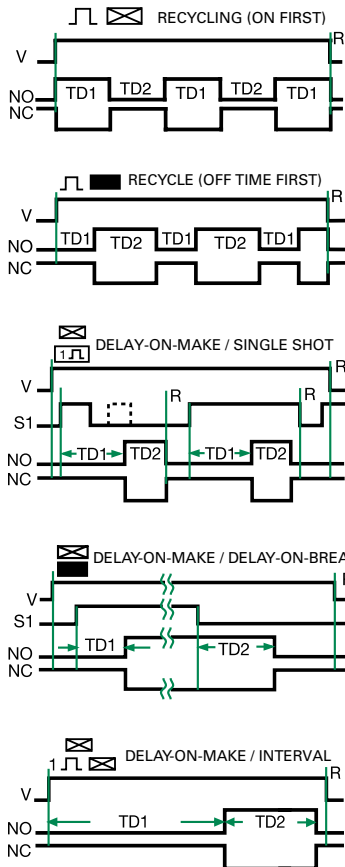 RECYCLING (ON FIRST)
R
V
NO TD1 TD2 TD1 TD2 TD1
NC
RECYCLE (OFF TIME FIRST)
R
V
NO TD1 TD2 TD1 TD2 TD1
NC
DELAY-ON-MAKE / SINGLE SHOT
1
R
V
R R
S1
NO TD1 TD2 TD1 TD2
NC
DELAY-ON-MAKE / DELAY-ON-BREA
V
S1
NO TD1 TD2
NC
DELAY-ON-MAKE / INTERVAL
1
R
V
NO TD1 TD2
NC